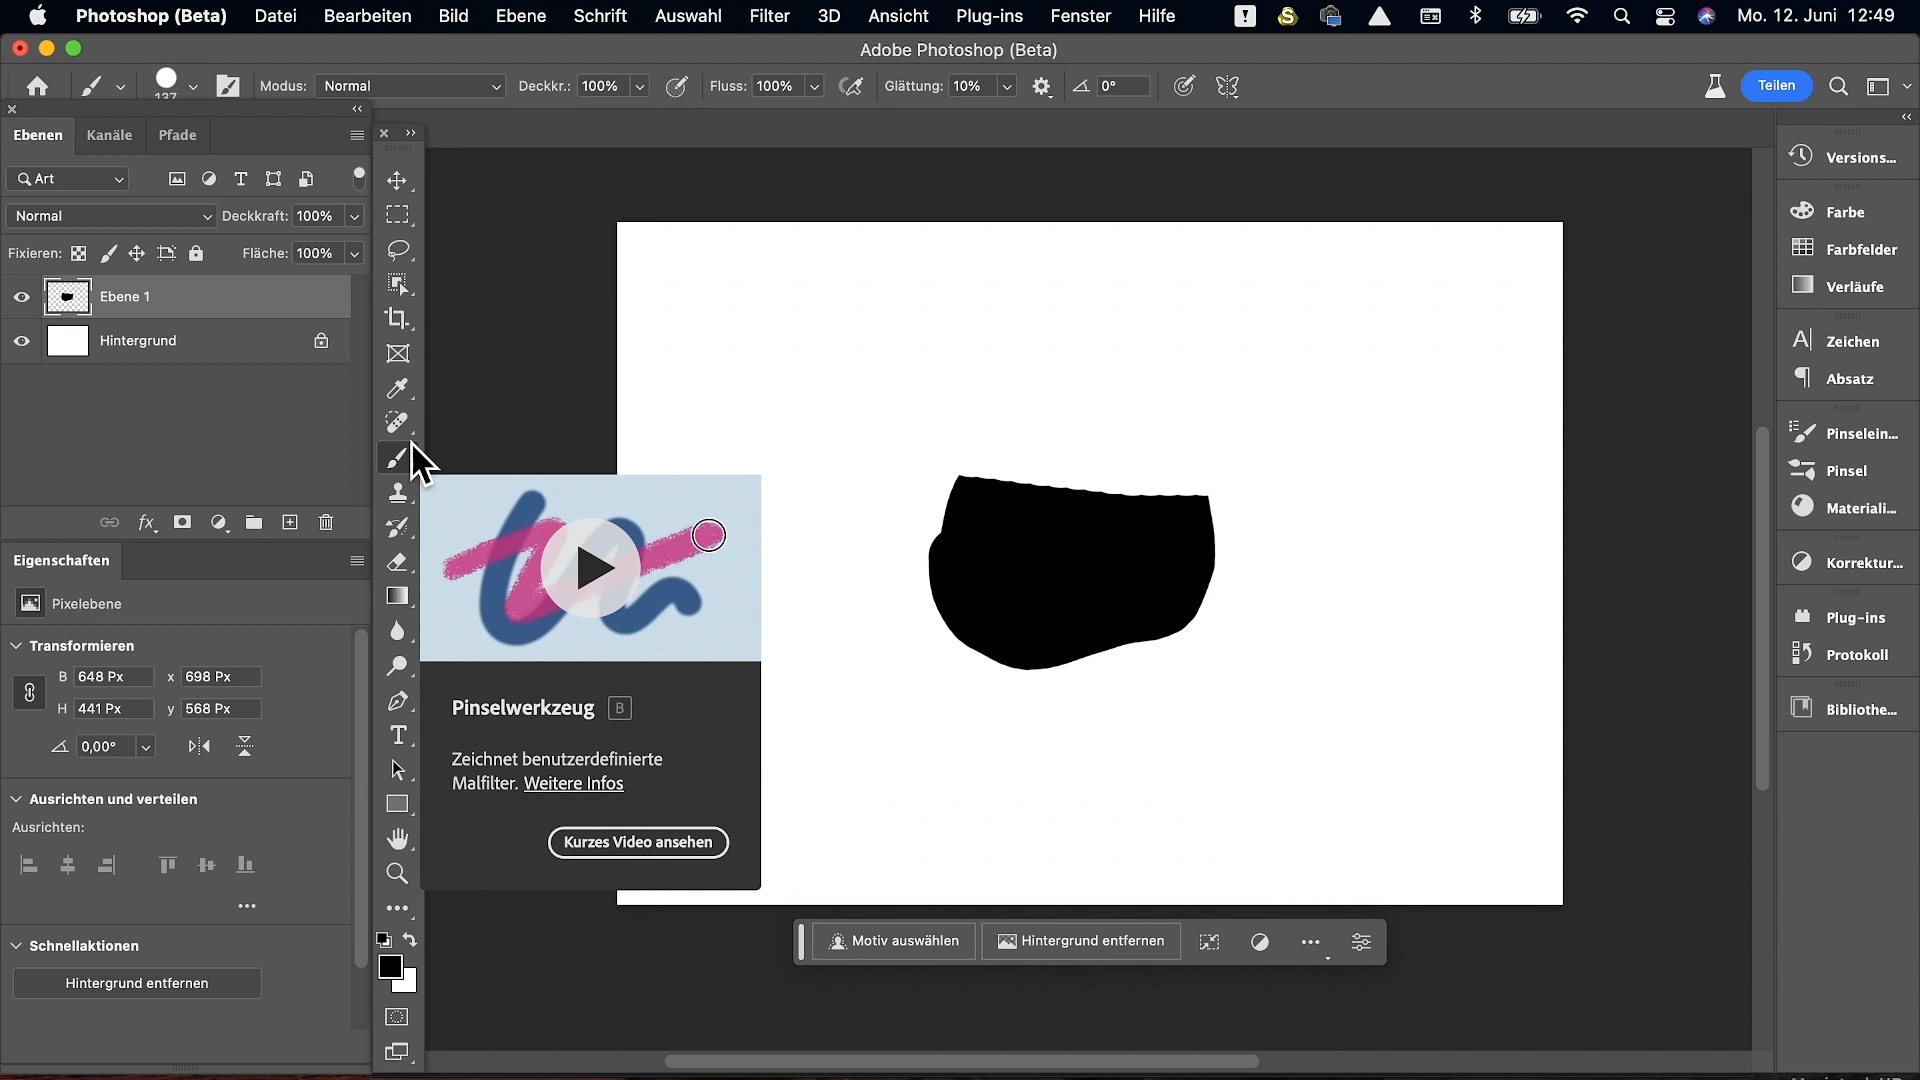 Photoshop (Beta) Datei Bearbeiten Bild Ebene Schrift Auswahl Filter 3D Ansicht Plug-ins Fenster Hilfe Mo. 12. Juni 12:49
Adobe Photoshop (Beta)
137 Modus: Normal Deckkr.: 100% Fluss: 100% Glättung: 10% 0° Teilen
Ebenen Kanäle Pfade
Art
Normal Deckkraft: 100%
Fixieren: Fläche: 100%
Ebene 1
Hintergrund
fx
Eigenschaften
Pixelebene
Transformieren
B 648 Px x 698 Px
H 441 Px y 568 Px
0,00°
Ausrichten und verteilen
Ausrichten:
Schnellaktionen
Hintergrund entfernen
Pinselwerkzeug B
Zeichnet benutzerdefinierte
Malfilter. Weitere Infos
Kurzes Video ansehen
Motiv auswählen Hintergrund entfernen
Versions...
Farbe
Farbfelder
Verläufe
Zeichen
Absatz
Pinselein...
Pinsel
Materiali...
Korrektur...
Plug-ins
Protokoll
Bibliothe...